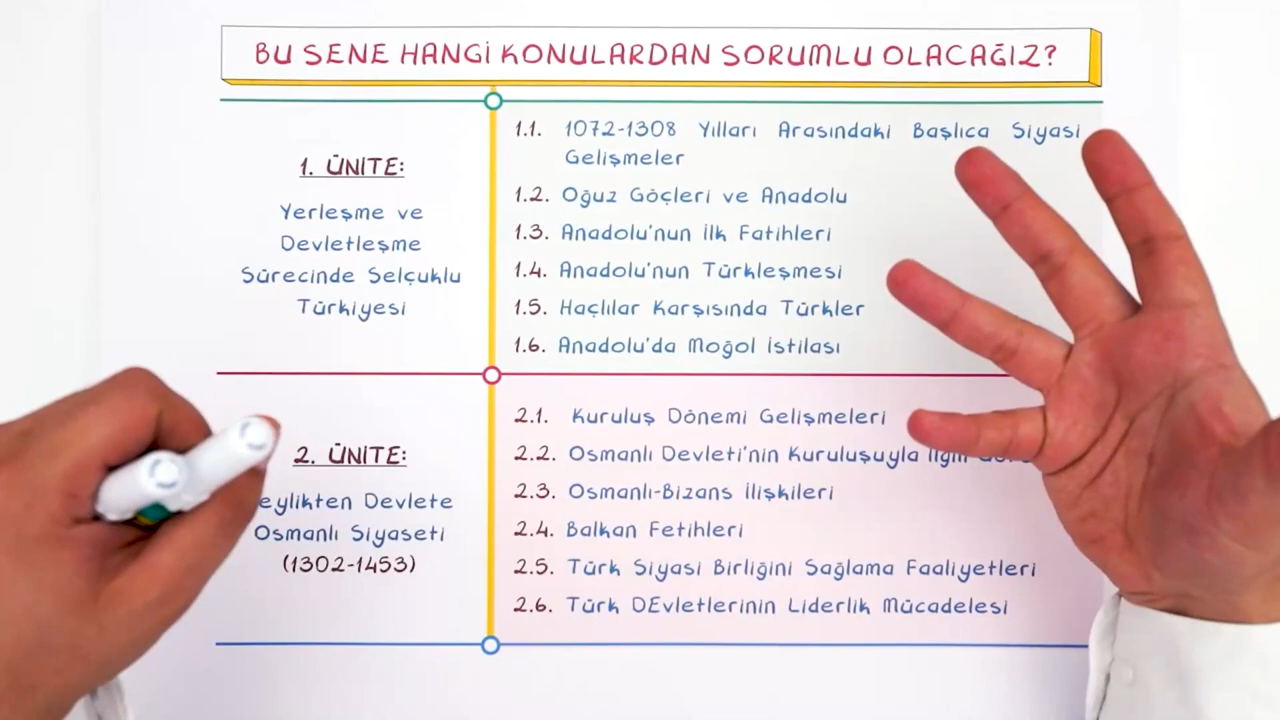 BU SENE HANGİ KONULARDAN SORUMLU OLACAĞIZ?
1. ÜNİTE:
Yerleşme ve
Devletleşme
Sürecinde Selçuklu
Türkiyesi
1.1. 1072-1308 Yılları Arasındaki Başlıca Siyasi
Gelişmeler
1.2. Oğuz Göçleri ve Anadolu
1.3. Anadolu'nun İlk Fatihleri
1.4. Anadolu'nun Türkleşmesi
1.5. Haçlılar Karşısında Türkler
1.6. Anadolu'da Moğol İstilası
2. ÜNİTE:
eylikten Devlete
Osmanlı Siyaseti
(1302-1453)
2.1. Kuruluş Dönemi Gelişmeleri
2.2. Osmanlı Devleti'nin Kuruluşuyla
2.3. Osmanlı-Bizans İlişkileri
2.4. Balkan Fetihleri
2.5. Türk Siyasi Birliğini Sağlama Faaliyetleri
2.6. Türk DEvletlerinin Liderlik Mücadelesi